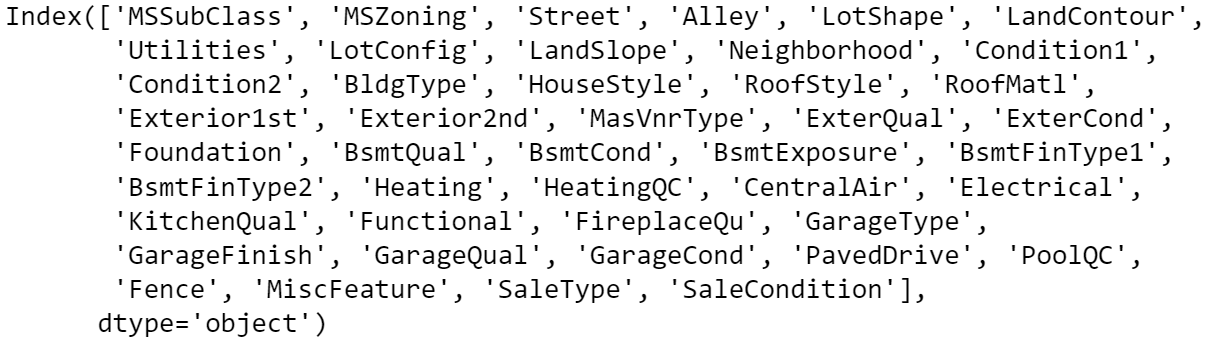 Index(['MSSubClass', 'MSZoning', 'Street', 'Alley', 'LotShape', 'LandContour',
'Utilities', 'LotConfig', 'LandSlope', 'Neighborhood', 'Condition1',
'Condition2', 'BldgType', 'HouseStyle', 'RoofStyle', 'RoofMatl',
'Exterior1st', 'Exterior2nd', 'MasVnrType', 'ExterQual', 'ExterCond',
'Foundation', 'BsmtQual', 'BsmtCond', 'BsmtExposure', 'BsmtFinType1',
'BsmtFinType2', 'Heating', 'HeatingQC', 'CentralAir', 'Electrical',
'KitchenQual', 'Functional', 'FireplaceQu', 'GarageType',
'GarageFinish', 'GarageQual', 'GarageCond', 'PavedDrive', 'PoolQC',
'Fence', 'MiscFeature', 'SaleType', 'SaleCondition'],
dtype='object')